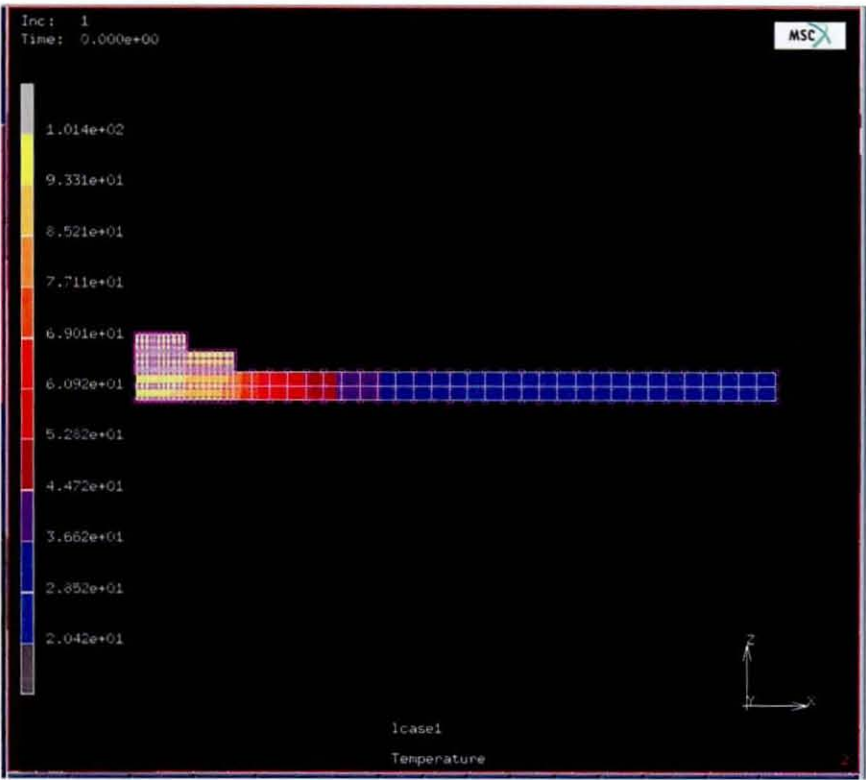 Inc: 1
Time: 0.000e+00
MSC
1.014e+02
9.331e+01
8.521e+01
7.711e+01
6.901e+01
6.092e+01
5.282e+01
4.472e+01
3.662e+01
2.852e+01
2.042e+01
Z
Y
X
lcase1
Temperature
2